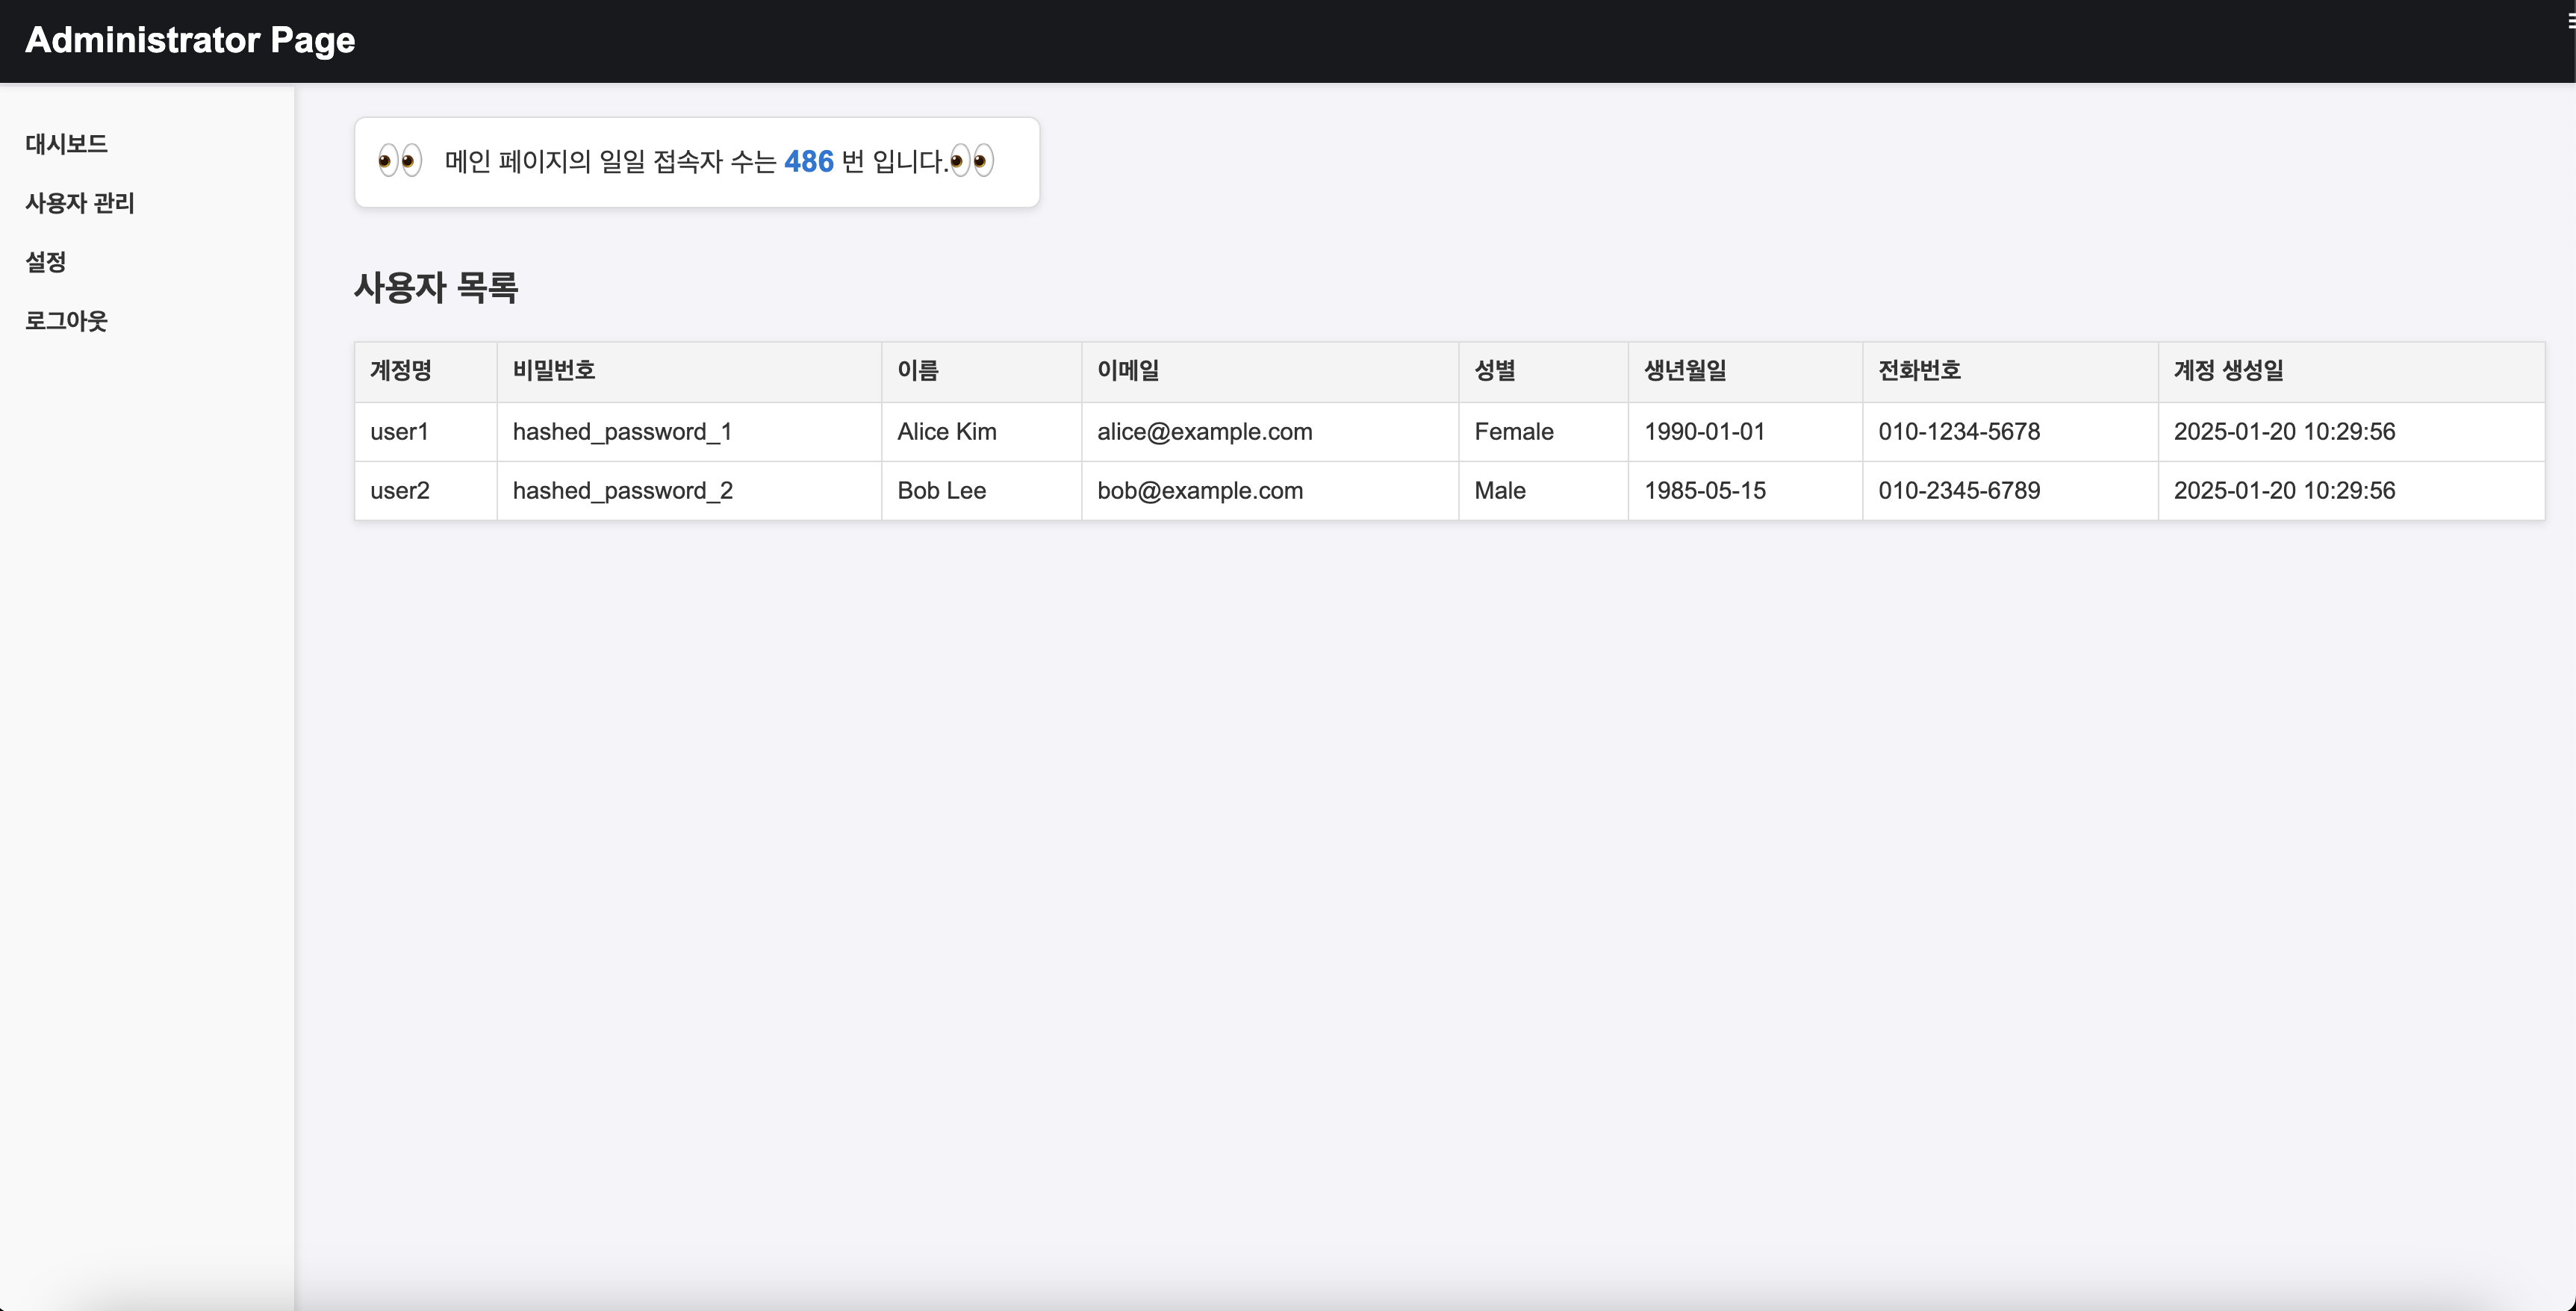 Administrator Page
대시보드
사용자 관리
설정
로그아웃
👀 메인 페이지의 일일 접속자 수는 486 번 입니다.👀
사용자 목록
계정명 비밀번호 이름 이메일 성별 생년월일 전화번호 계정 생성일
user1 hashed_password_1 Alice Kim alice@example.com Female 1990-01-01 010-1234-5678 2025-01-20 10:29:56
user2 hashed_password_2 Bob Lee bob@example.com Male 1985-05-15 010-2345-6789 2025-01-20 10:29:56